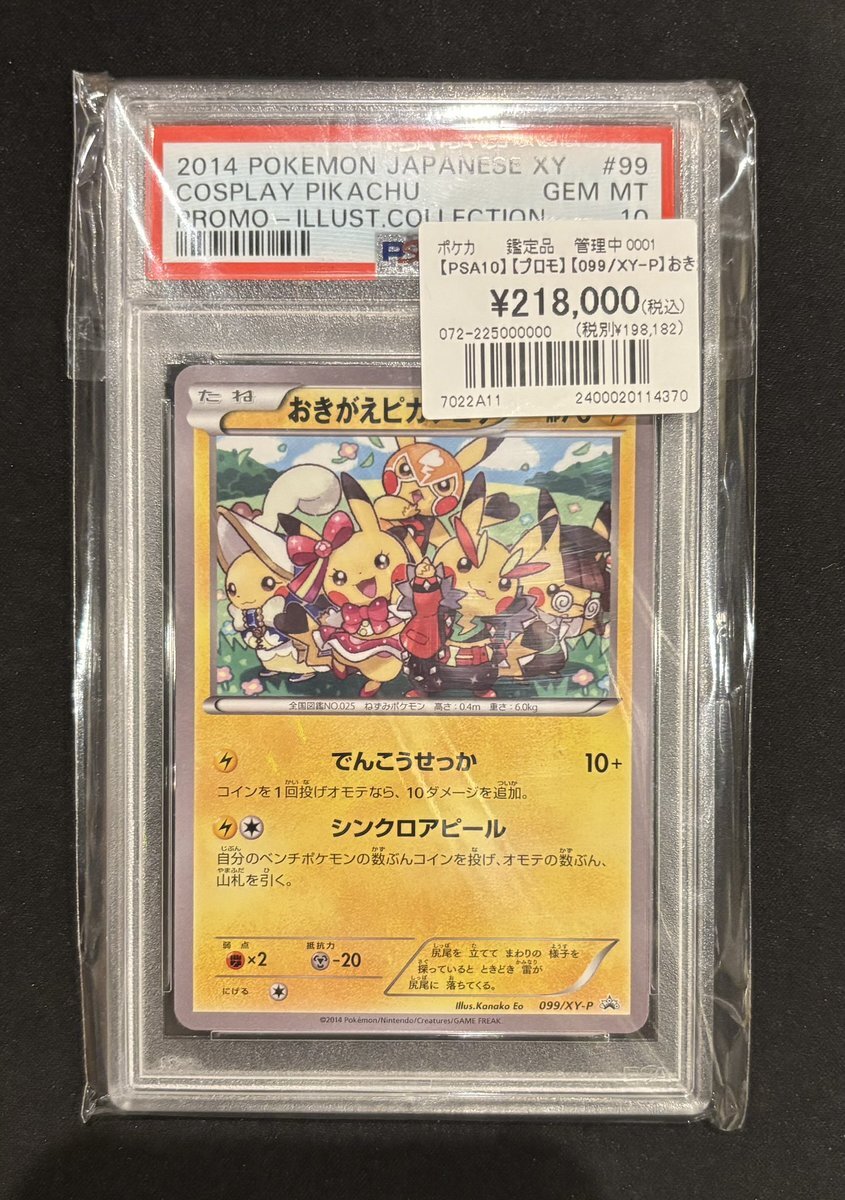 2014 POKEMON JAPANESE XY #99
COSPLAY PIKACHU GEM MT
PROMO - ILLUST.COLLECTION 10
ポケカ 鑑定品 管理中 0001
【PSA10】【プロモ】【099/XY-P】おき
¥218,000(税込)
072-225000000 (税別¥198,182)
7022A11 2400020114370
たね
おきがえピカ
全国図鑑NO.025 ねずみポケモン 高さ:0.4m 重さ:6.0kg
でんこうせっか 10+
コインを1回投げオモテなら、10ダメージを追加。
シンクロアピール
自分のベンチポケモンの数ぶんコインを投げ、オモテの数ぶん、
山札を引く。
弱点 抵抗力
×2 -20
にげる
尻尾を 立てて まわりの 様子を
探っていると ときどき 雷が
尻尾に 落ちてくる。
Illus.Kanako Eo 099/XY-P
©2014 Pokémon/Nintendo/Creatures/GAME FREAK.